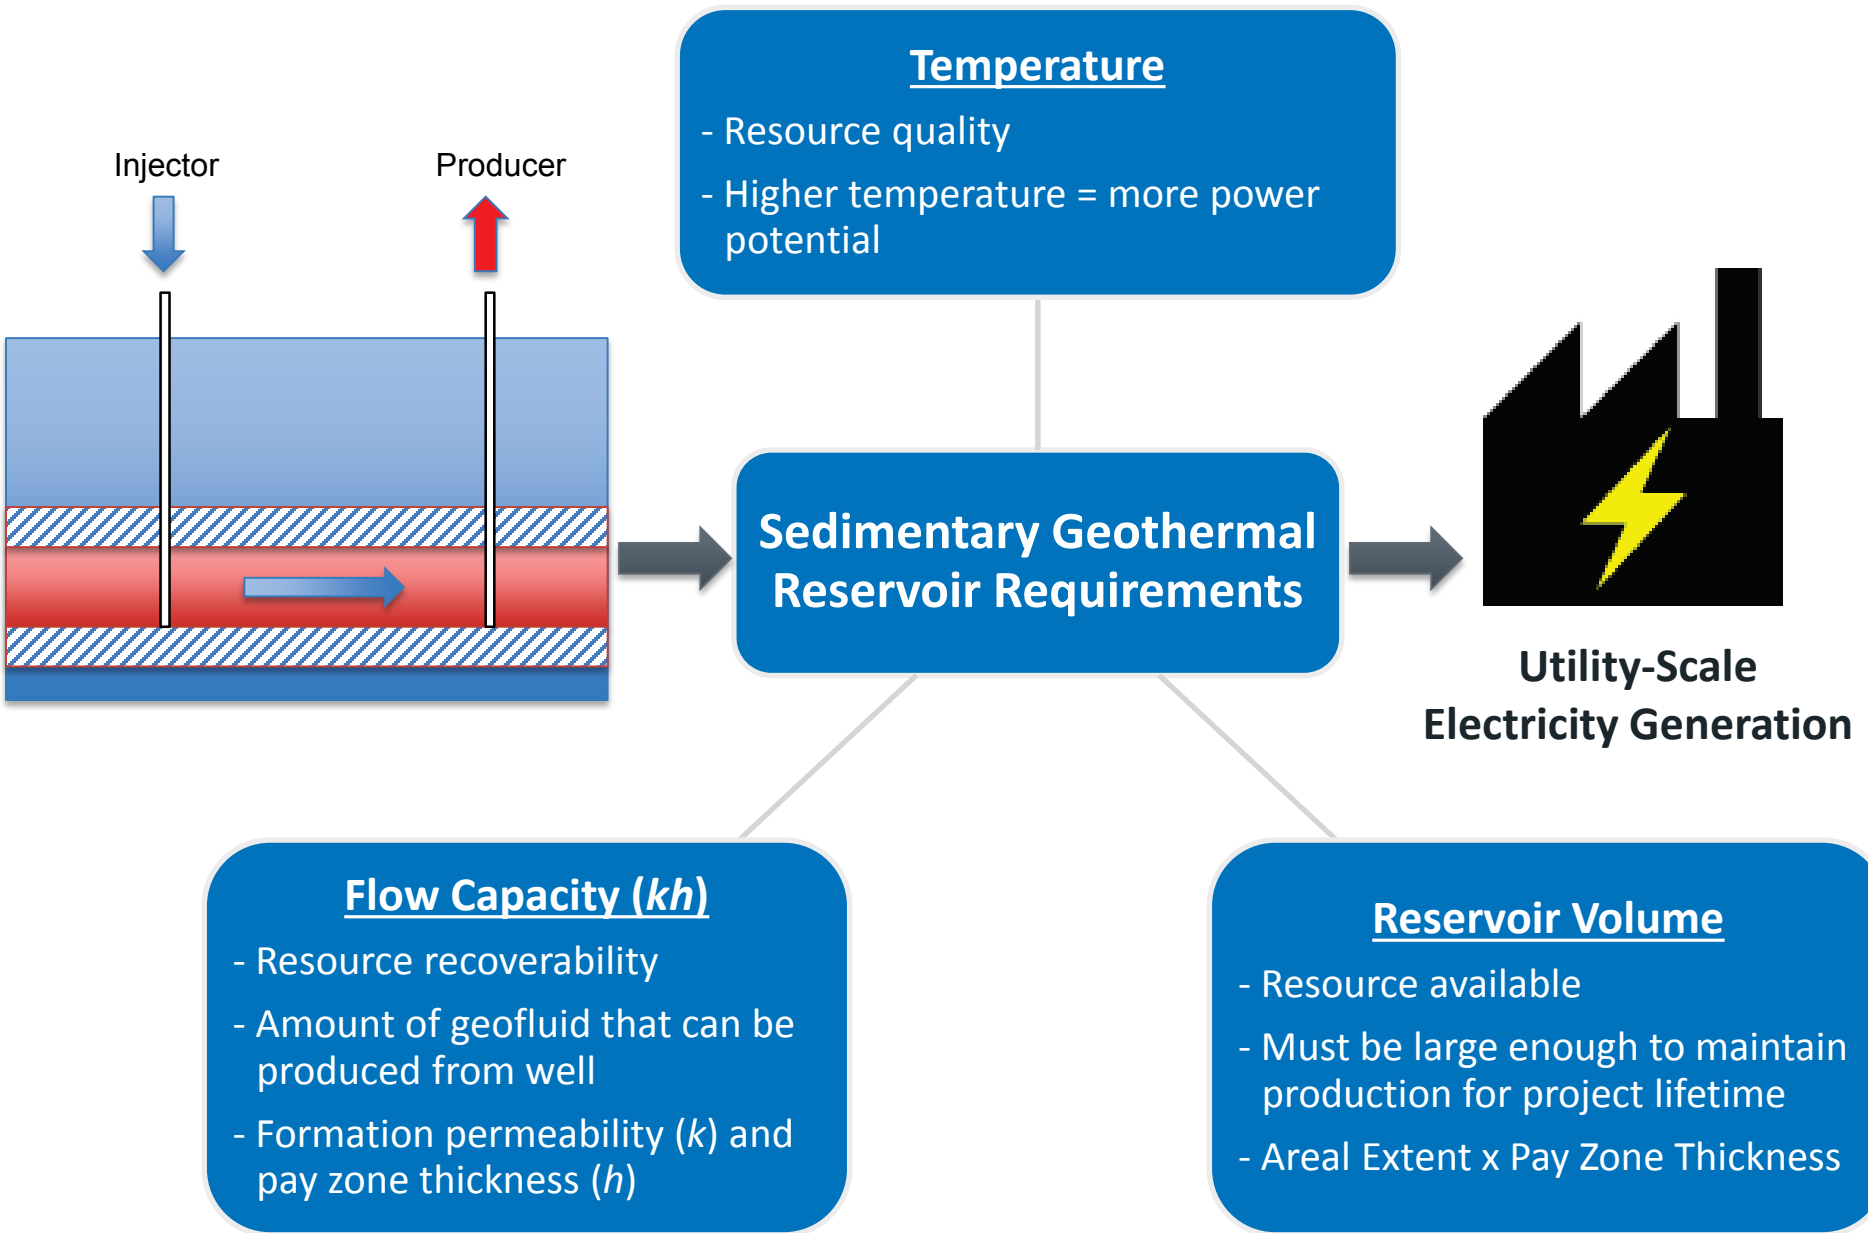 Temperature
- Resource quality
- Higher temperature = more power
potential
Injector
Producer
Sedimentary Geothermal
Reservoir Requirements
Utility-Scale
Electricity Generation
Flow Capacity (kh)
- Resource recoverability
- Amount of geofluid that can be
produced from well
- Formation permeability (k) and
pay zone thickness (h)
Reservoir Volume
- Resource available
- Must be large enough to maintain
production for project lifetime
- Areal Extent x Pay Zone Thickness